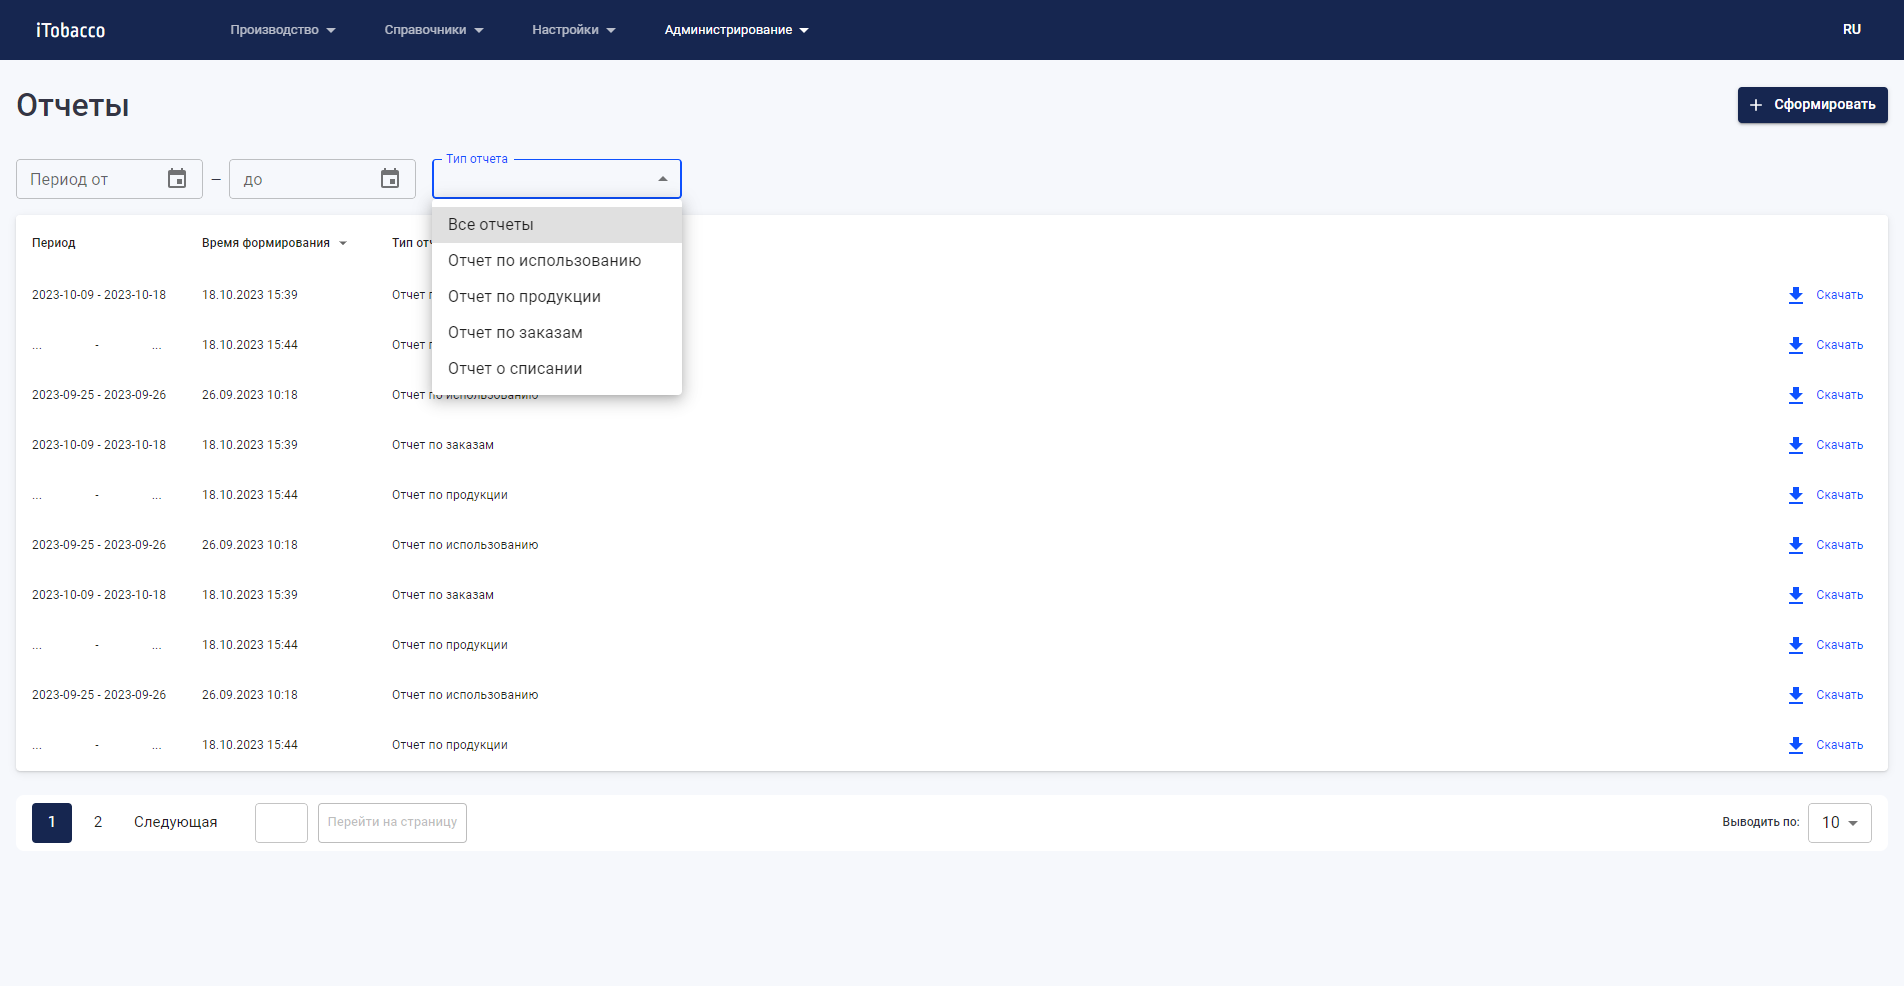 iTobacco Производство Справочники Настройки Администрирование RU
Отчеты
+ Сформировать
Тип отчета
Период от – до
Все отчеты
Отчет по использованию
Отчет по продукции
Отчет по заказам
Отчет о списании
Период Время формирования Тип
2023-10-09 - 2023-10-18 18.10.2023 15:39 Отчет Скачать
... - ... 18.10.2023 15:44 Отчет Скачать
2023-09-25 - 2023-09-26 26.09.2023 10:18 Отчет по использованию Скачать
2023-10-09 - 2023-10-18 18.10.2023 15:39 Отчет по заказам Скачать
... - ... 18.10.2023 15:44 Отчет по продукции Скачать
2023-09-25 - 2023-09-26 26.09.2023 10:18 Отчет по использованию Скачать
2023-10-09 - 2023-10-18 18.10.2023 15:39 Отчет по заказам Скачать
... - ... 18.10.2023 15:44 Отчет по продукции Скачать
2023-09-25 - 2023-09-26 26.09.2023 10:18 Отчет по использованию Скачать
... - ... 18.10.2023 15:44 Отчет по продукции Скачать
1 2 Следующая Перейти на страницу Выводить по: 10